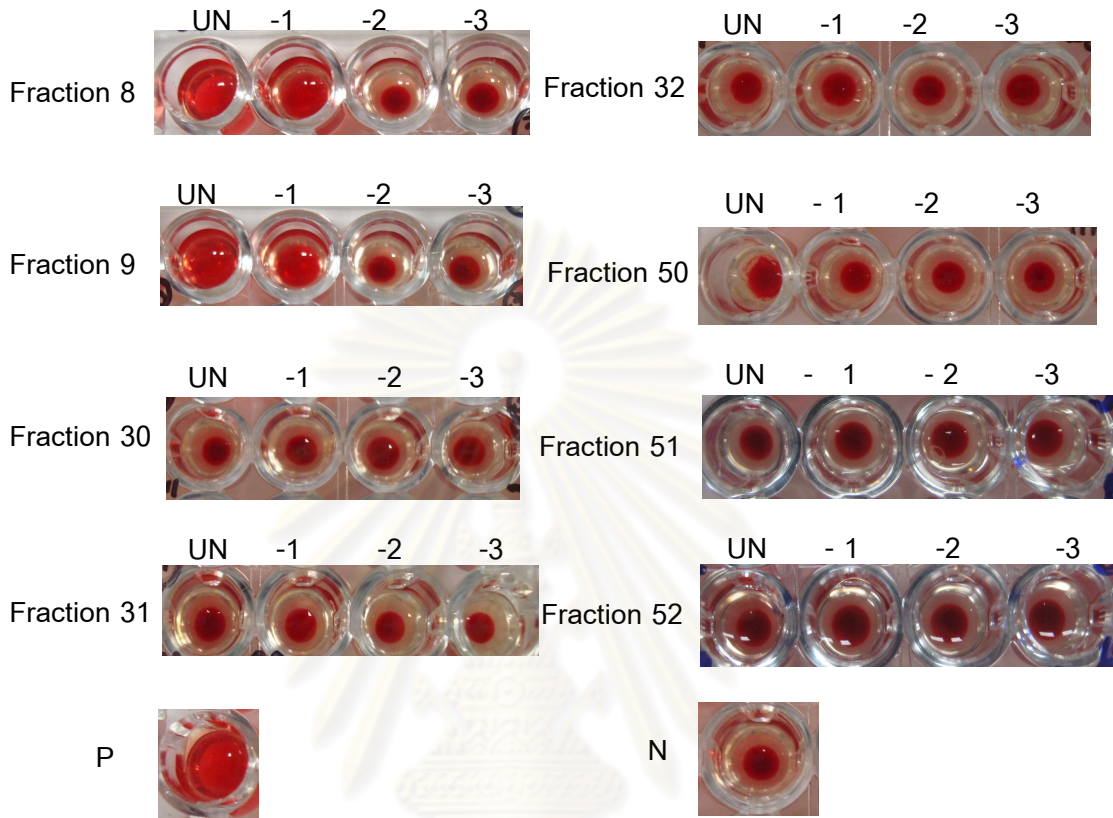 UN -1 -2 -3
Fraction 8
UN -1 -2 -3
Fraction 9
UN -1 -2 -3
Fraction 30
UN -1 -2 -3
Fraction 31
P
UN -1 -2 -3
Fraction 32
UN - 1 -2 -3
Fraction 50
UN - 1 - 2 -3
Fraction 51
UN - 1 -2 -3
Fraction 52
N